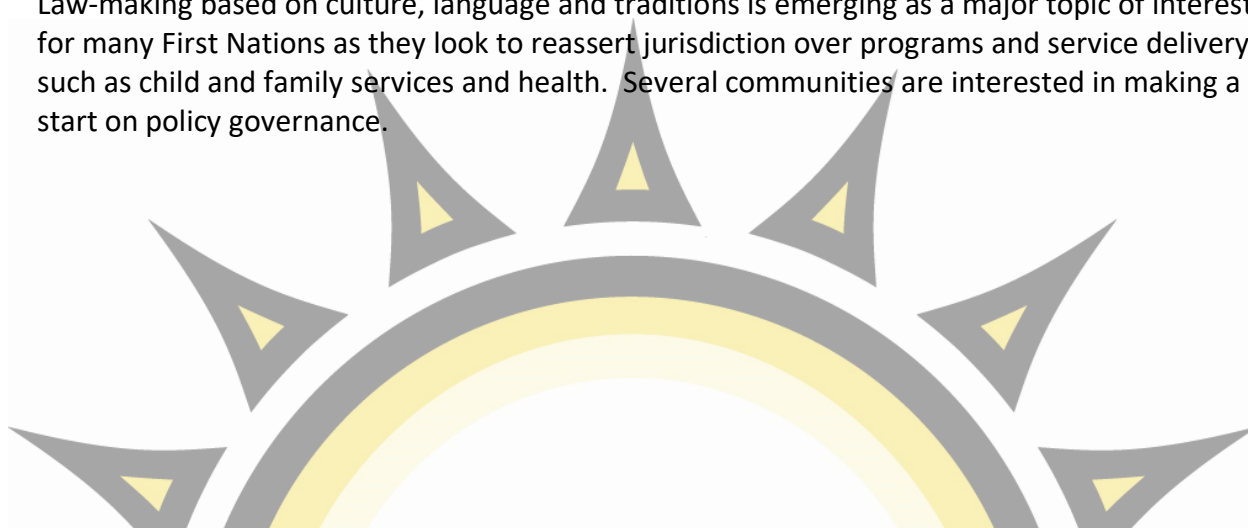 Law-making based on culture, language and traditions is emerging as a major topic of interest
for many First Nations as they look to reassert jurisdiction over programs and service delivery
such as child and family services and health.  Several communities are interested in making a
start on policy governance.